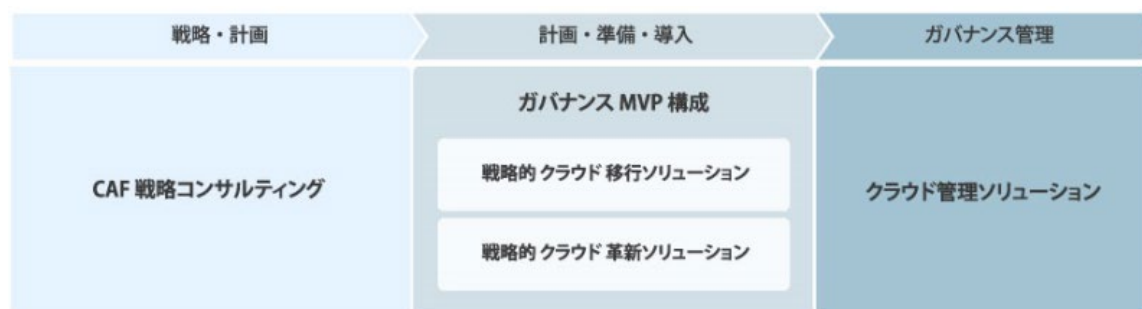 戦略・計画
計画・準備・導入
ガバナンス管理
CAF 戦略コンサルティング
ガバナンス MVP 構成
戦略的 クラウド 移行ソリューション
戦略的 クラウド 革新ソリューション
クラウド管理ソリューション